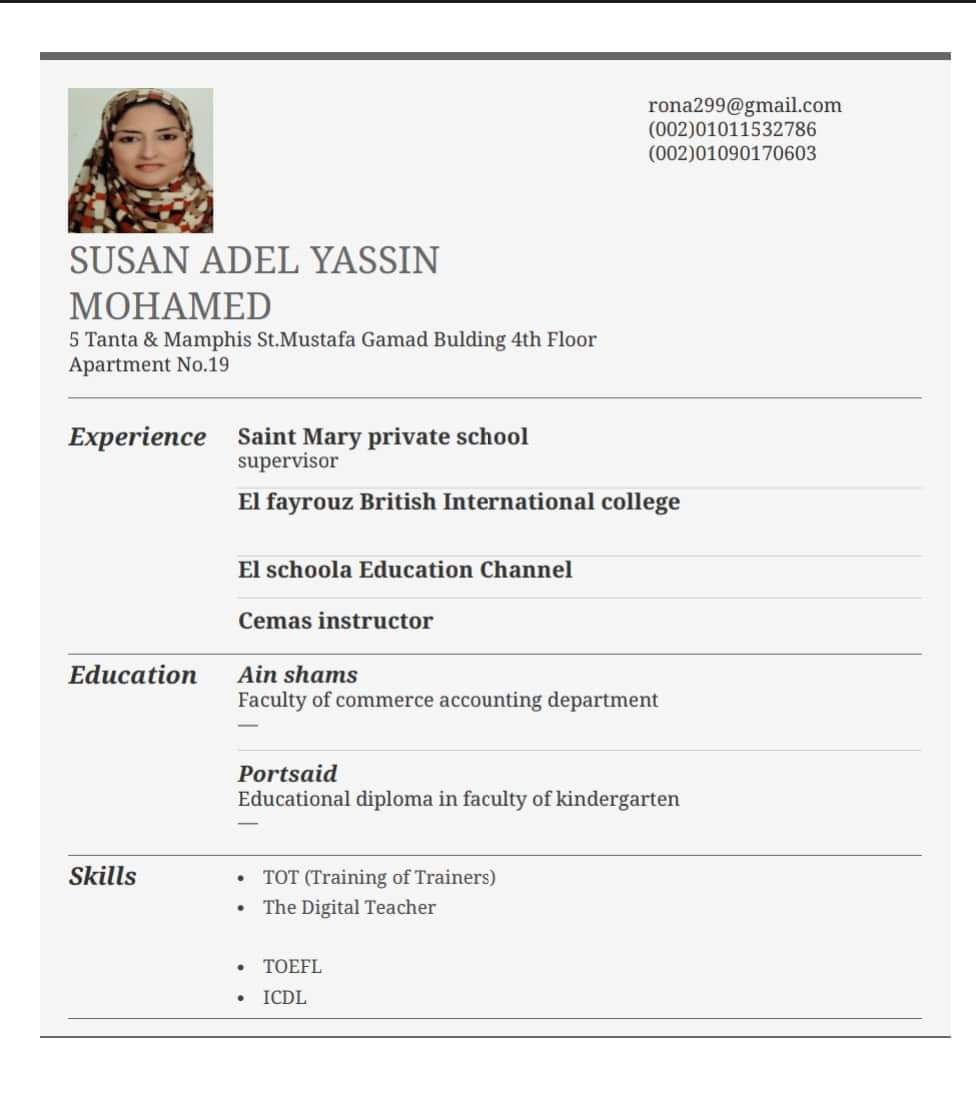 rona299@gmail.com
(002)01011532786
(002)01090170603
SUSAN ADEL YASSIN
MOHAMED
5 Tanta & Mamphis St.Mustafa Gamad Bulding 4th Floor
Apartment No.19
Experience
Saint Mary private school
supervisor
El fayrouz British International college
El schoola Education Channel
Cemas instructor
Education
Ain shams
Faculty of commerce accounting department
—
Portsaid
Educational diploma in faculty of kindergarten
—
Skills
• TOT (Training of Trainers)
• The Digital Teacher
• TOEFL
• ICDL